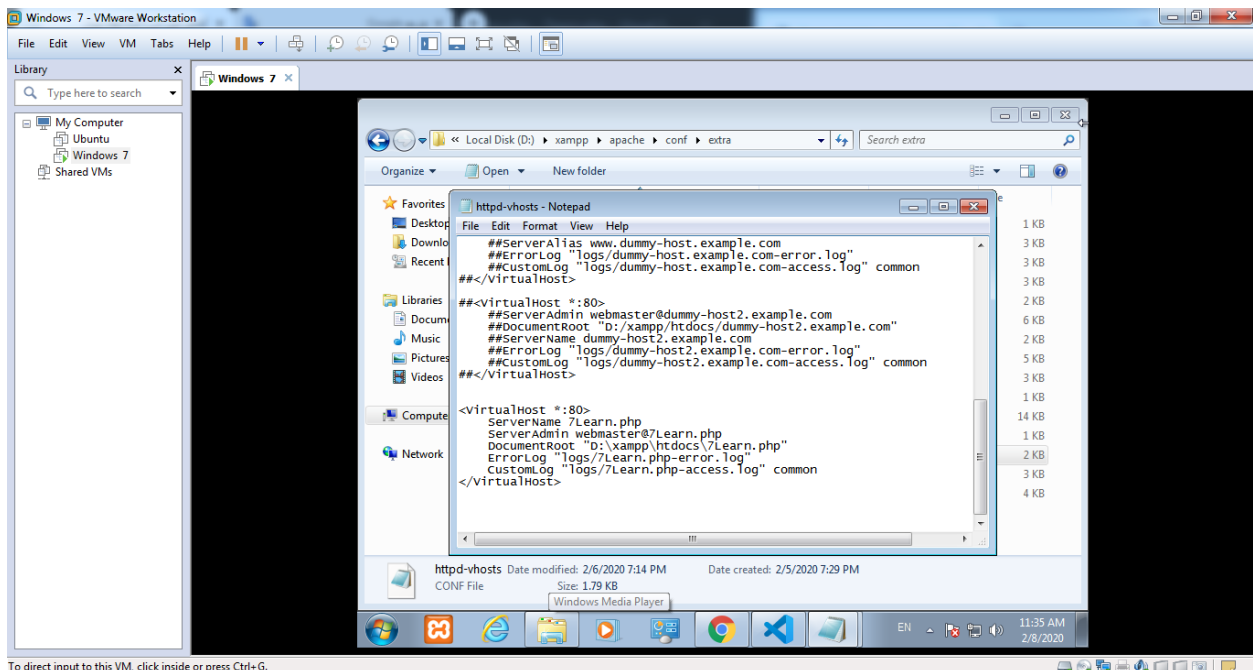 Windows 7 - VMware Workstation
File Edit View VM Tabs Help
Library
Type here to search
My Computer
Ubuntu
Windows 7
Shared VMs
Windows 7
« Local Disk (D:) xampp apache conf extra
Search extra
Organize Open New folder
Favorites
Desktop
Downlo
Recent
Libraries
Docum
Music
Pictures
Videos
Compute
Network
httpd-vhosts - Notepad
File Edit Format View Help
##ServerAlias www.dummy-host.example.com
##ErrorLog "logs/dummy-host.example.com-error.log"
##CustomLog "logs/dummy-host.example.com-access.log" common
##</VirtualHost>
##<VirtualHost *:80>
##ServerAdmin webmaster@dummy-host2.example.com
##DocumentRoot "D:/xampp/htdocs/dummy-host2.example.com"
##ServerName dummy-host2.example.com
##ErrorLog "logs/dummy-host2.example.com-error.log"
##CustomLog "logs/dummy-host2.example.com-access.log" common
##</VirtualHost>
<VirtualHost *:80>
ServerName 7Learn.php
ServerAdmin webmaster@7Learn.php
DocumentRoot "D:\xampp\htdocs\7Learn.php"
ErrorLog "logs/7Learn.php-error.log"
CustomLog "logs/7Learn.php-access.log" common
</VirtualHost>
e
1 KB
3 KB
3 KB
3 KB
2 KB
6 KB
2 KB
5 KB
3 KB
1 KB
14 KB
1 KB
2 KB
3 KB
4 KB
httpd-vhosts Date modified: 2/6/2020 7:14 PM Date created: 2/5/2020 7:29 PM
CONF File Size: 1.79 KB
Windows Media Player
EN
11:35 AM
2/8/2020
To direct input to this VM, click inside or press Ctrl+G.